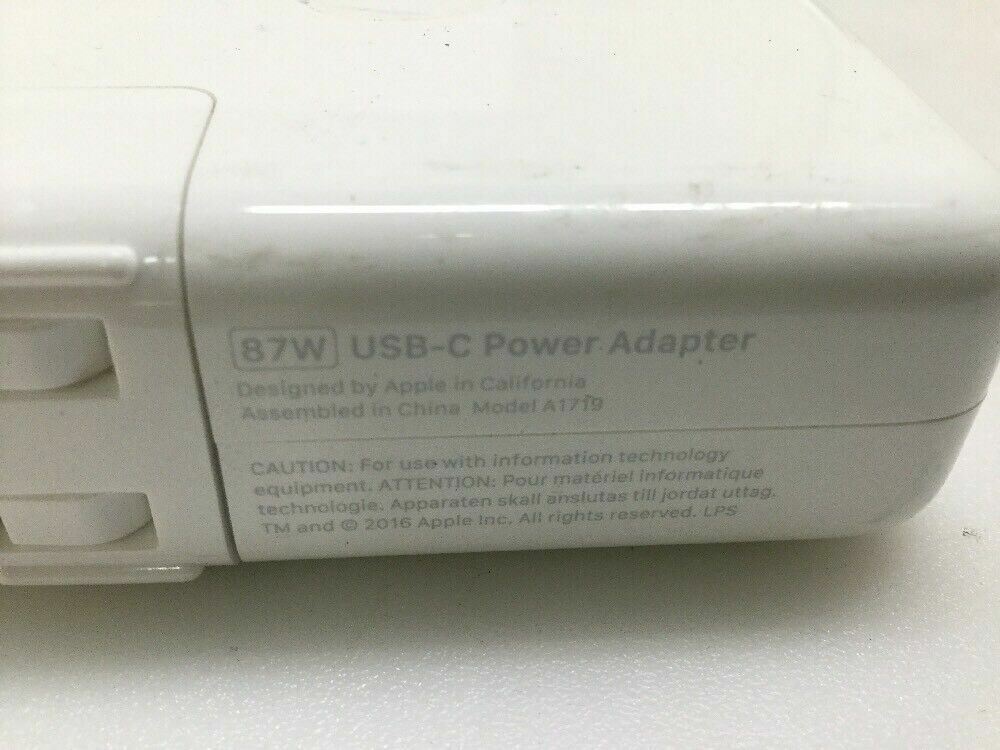 87W USB-C Power Adapter
Designed by Apple in California
Assembled in China Model A1719
CAUTION: For use with information technology
equipment. ATTENTION: Pour matériel informatique
technologie. Apparaten skall anslutas till jordat uttag.
TM and © 2016 Apple Inc. All rights reserved. LPS